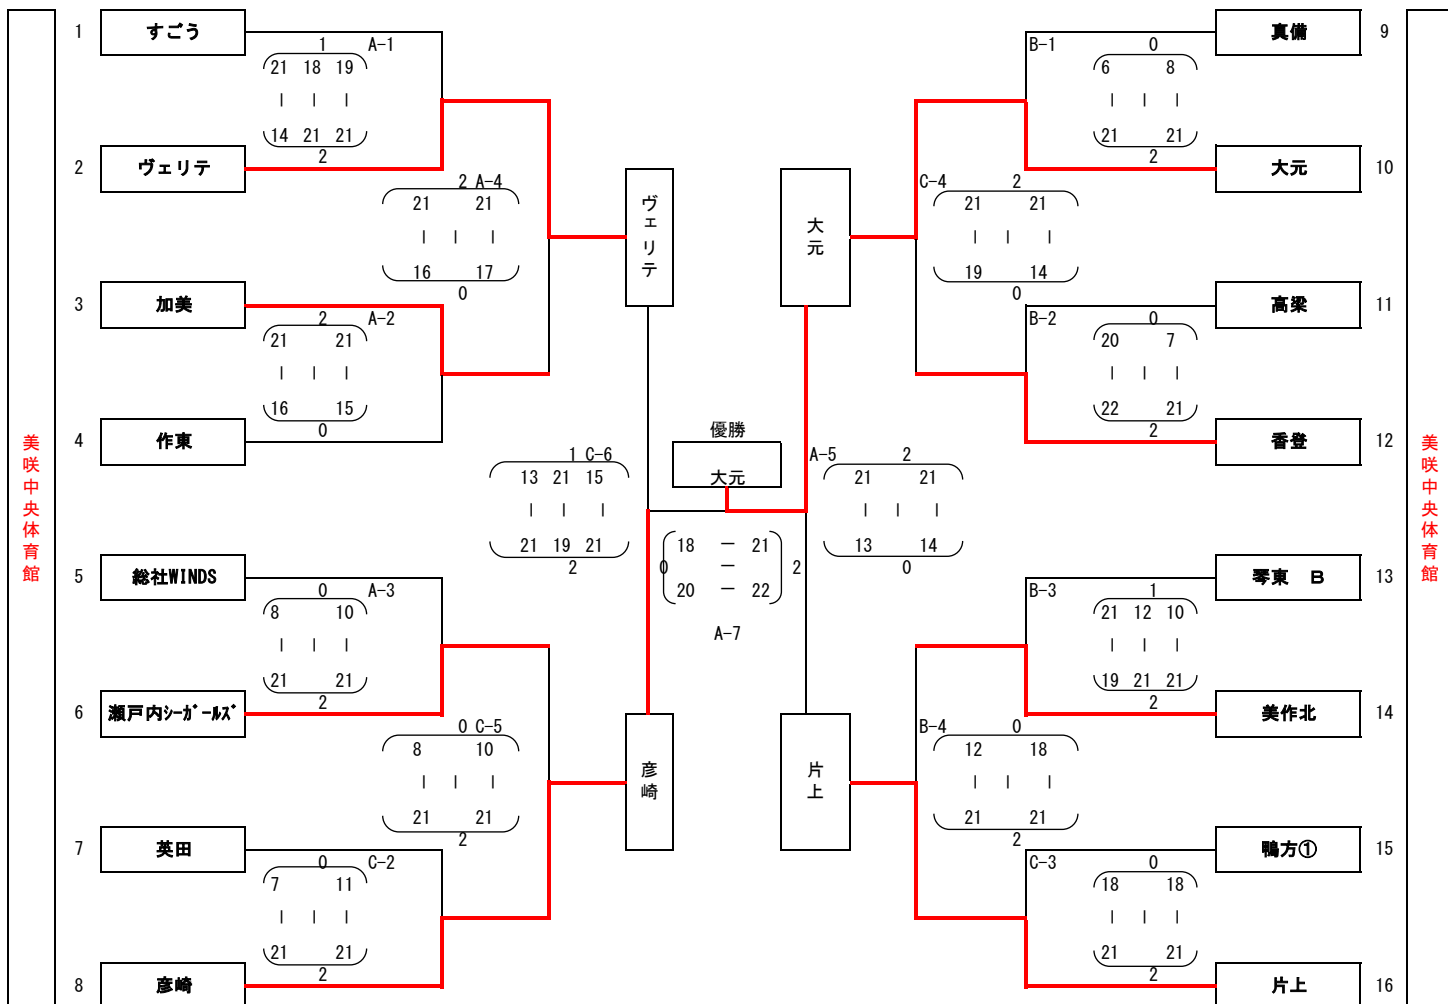 1 すごう
1 A-1
21 18 19
| | |
14 21 21
2
2 ヴェリテ
2 A-4
21 21
| | |
16 17
0
3 加美
2 A-2
21 21
| | |
16 15
0
4 作東
美咲中央体育館
ヴェリテ
1 C-6
13 21 15
| | |
21 19 21
2
5 総社WINDS
0 A-3
8 10
| | |
21 21
2
6 瀬戸内シーガールズ
0 C-5
8 10
| | |
21 21
2
7 英田
0 C-2
7 11
| | |
21 21
2
8 彦崎
彦崎
優勝
大元
18 - 21
0 - 2
20 - 22
A-7
真備 9
B-1 0
6 8
| | |
21 21
2
大元 10
大元
C-4 2
21 21
| | |
19 14
0
高梁 11
B-2 0
20 7
| | |
22 21
2
香登 12
A-5 2
21 21
| | |
13 14
0
美咲中央体育館
琴東 B 13
B-3 1
21 12 10
| | |
19 21 21
2
美作北 14
片上
B-4 0
12 18
| | |
21 21
2
鴨方① 15
C-3 0
18 18
| | |
21 21
2
片上 16